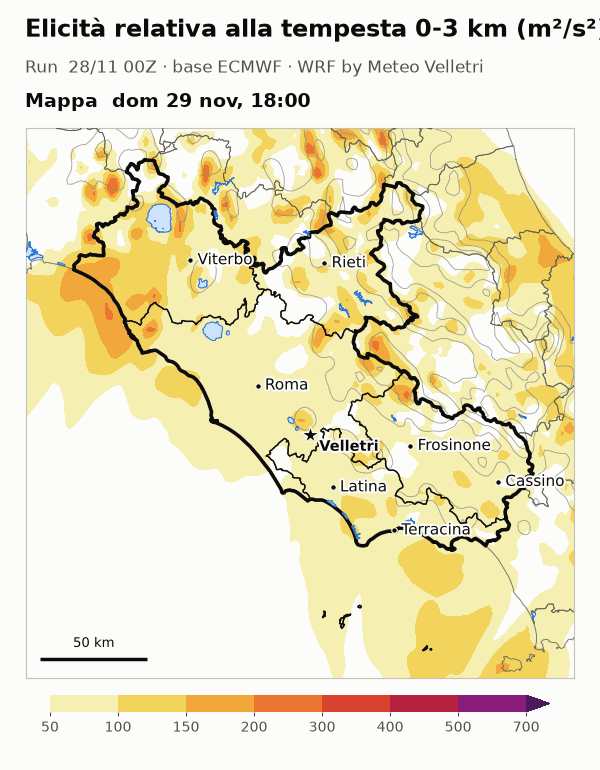 Elicità relativa alla tempesta 0-3 km (m²/s²)
Run 28/11 00Z · base ECMWF · WRF by Meteo Velletri
Mappa dom 29 nov, 18:00
Viterbo
Rieti
Roma
Velletri
Frosinone
Cassino
Latina
Terracina
50 km
50 100 150 200 300 400 500 700